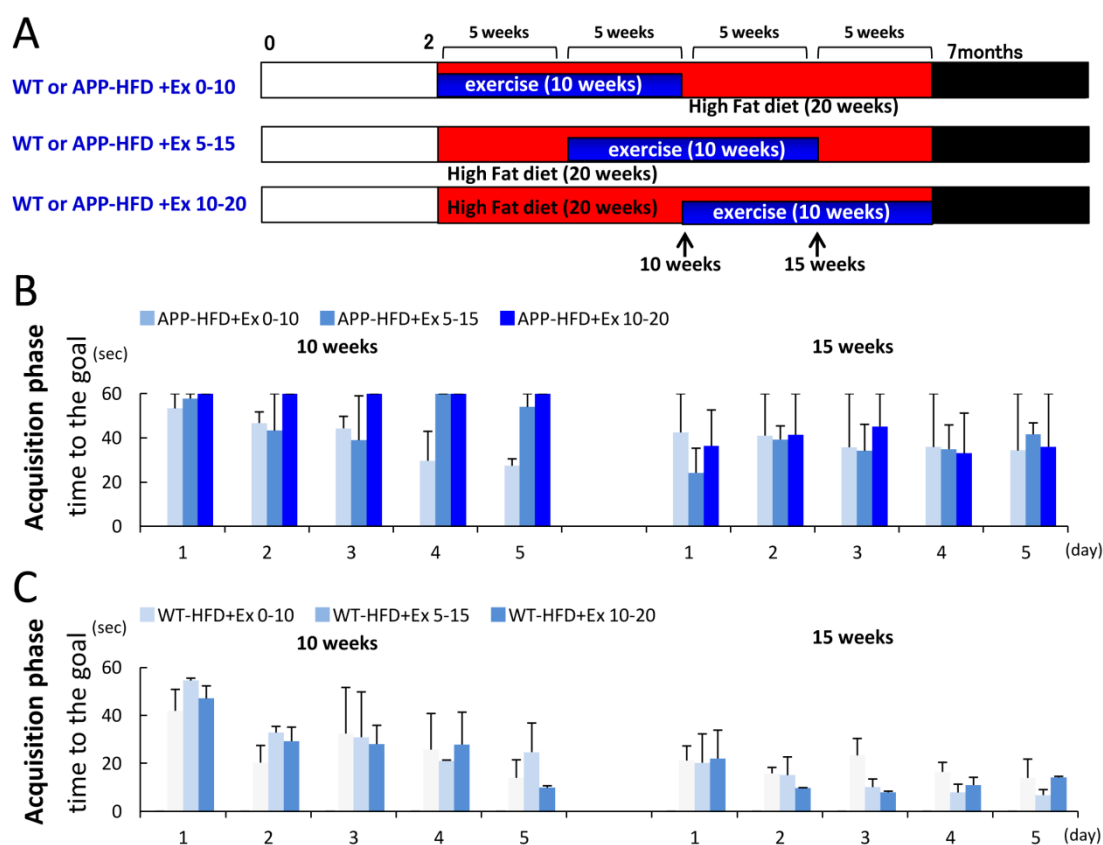 A
0
2
5 weeks
5 weeks
5 weeks
5 weeks
7months
WT or APP-HFD +Ex 0-10
exercise (10 weeks)
High Fat diet (20 weeks)
WT or APP-HFD +Ex 5-15
exercise (10 weeks)
High Fat diet (20 weeks)
WT or APP-HFD +Ex 10-20
High Fat diet (20 weeks)
exercise (10 weeks)
10 weeks
15 weeks
B
APP-HFD+Ex 0-10
APP-HFD+Ex 5-15
APP-HFD+Ex 10-20
Acquisition phase
time to the goal
(sec)
10 weeks
15 weeks
60
40
20
0
1
2
3
4
5
1
2
3
4
5
(day)
C
WT-HFD+Ex 0-10
WT-HFD+Ex 5-15
WT-HFD+Ex 10-20
Acquisition phase
time to the goal
(sec)
10 weeks
15 weeks
60
40
20
0
1
2
3
4
5
1
2
3
4
5
(day)